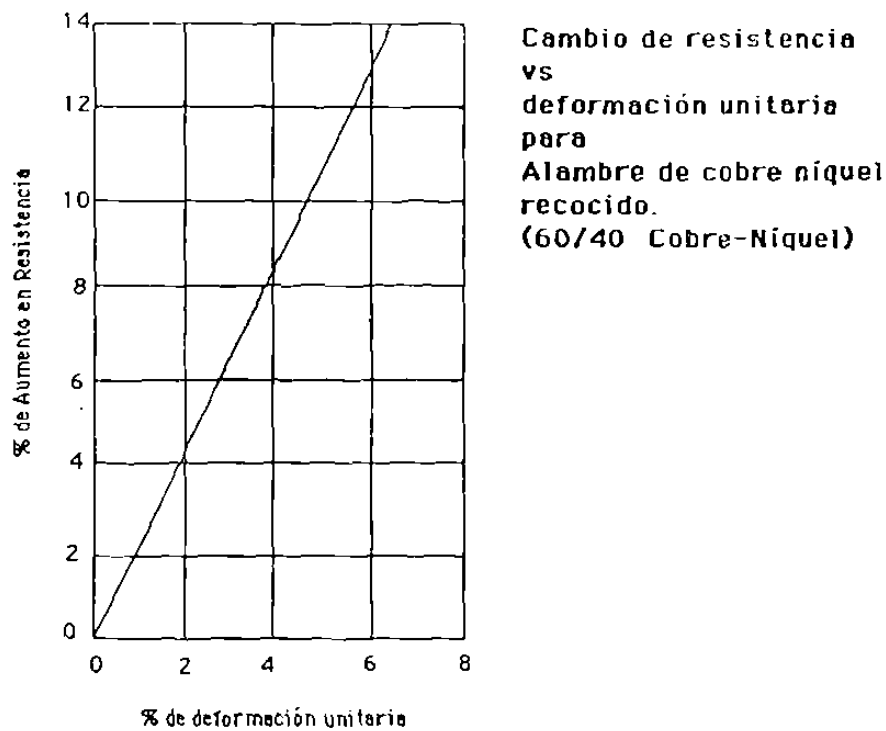 14
12
10
8
6
4
2
0
0 2 4 6 8
% de Aumento en Resistencia
% de deformación unitaria
Cambio de resistencia
vs
deformación unitaria
para
Alambre de cobre níquel
recocido.
(60/40 Cobre-Níquel)